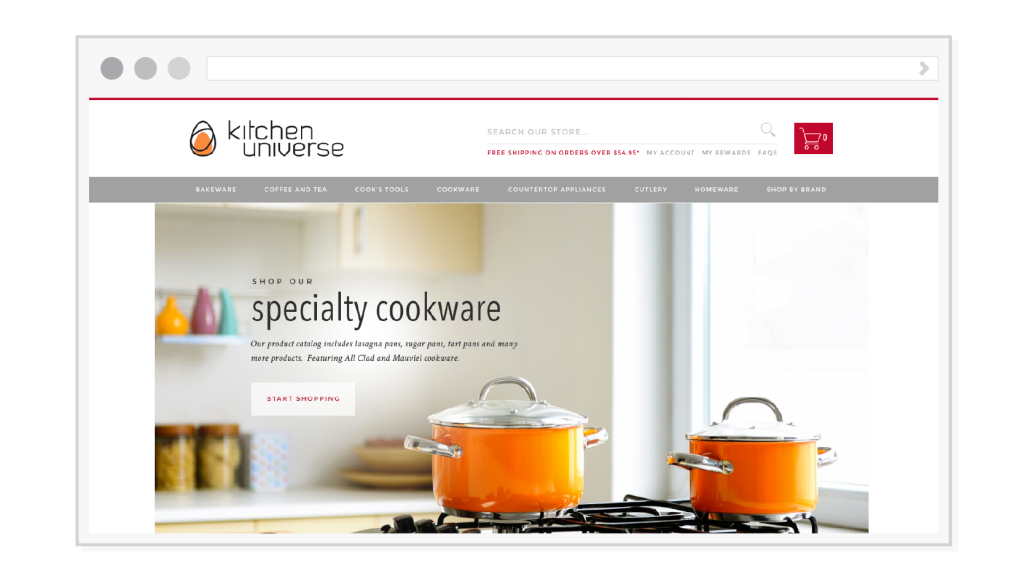 kitchen
universe
SEARCH OUR STORE...
FREE SHIPPING ON ORDERS OVER $54.95* MY ACCOUNT MY REWARDS FAQS
0
BAKEWARE COFFEE AND TEA COOK'S TOOLS COOKWARE COUNTERTOP APPLIANCES CUTLERY HOMEWARE SHOP BY BRAND
SHOP OUR
specialty cookware
Our product catalog includes lasagna pans, sugar pans, tart pans and many
more products. Featuring All Clad and Mauviel cookware.
START SHOPPING